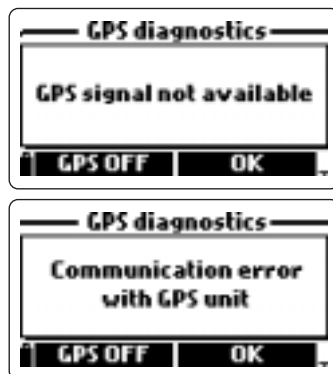 GPS diagnostics
GPS signal not available
GPS OFF OK
GPS diagnostics
Communication error
with GPS unit
GPS OFF OK